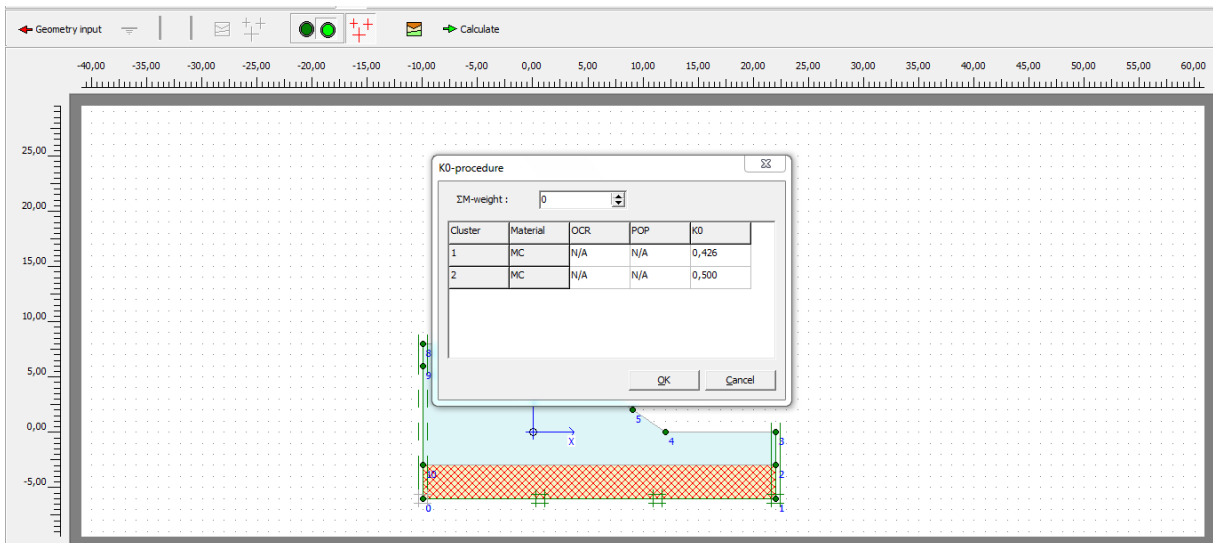 Geometry input Calculate
-40,00 -35,00 -30,00 -25,00 -20,00 -15,00 -10,00 -5,00 0,00 5,00 10,00 15,00 20,00 25,00 30,00 35,00 40,00 45,00 50,00 55,00 60,00
25,00
20,00
15,00
10,00
5,00
0,00
-5,00
K0-procedure
ΣM-weight : 0
Cluster Material OCR POP K0
1 MC N/A N/A 0,426
2 MC N/A N/A 0,500
OK Cancel
8
9
5
X 4 3
10 2
0 1